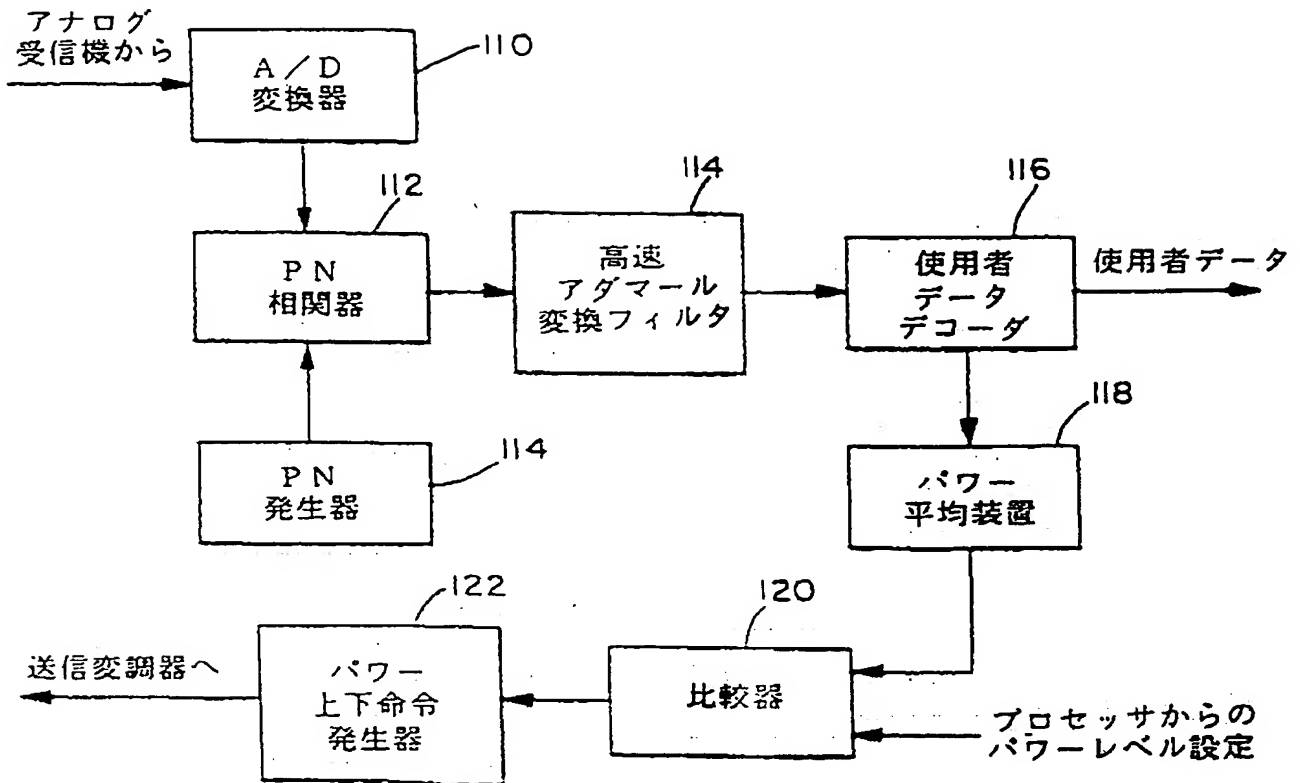 アナログ
受信機から
A/D
変換器
110
PN
相関器
112
高速
アダマール
変換フィルタ
114
使用者
データ
デコーダ
116
使用者データ
PN
発生器
114
パワー
平均装置
118
送信変調器へ
パワー
上下命令
発生器
122
比較器
120
プロセッサからの
パワーレベル設定